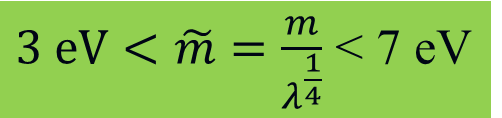 3 eV < m̃ = m / λ^(1/4) < 7 eV